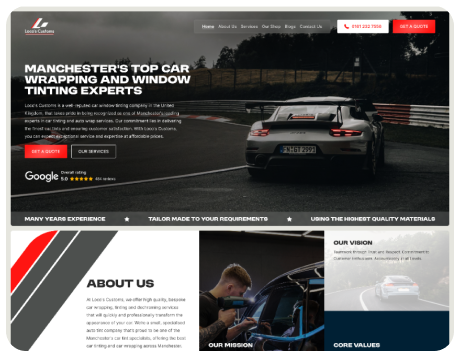 Loco's Customs
Home About Us Services Our Shop Blogs Contact Us
0161 232 7550
GET A QUOTE
MANCHESTER'S TOP CAR
WRAPPING AND WINDOW
TINTING EXPERTS
Loco's Customs is a well-reputed car window tinting company in the United
Kingdom, that takes pride in being recognised as one of Manchester's leading
experts in car tinting and auto wrap services. Our commitment lies in delivering
the finest and ensuring customer satisfaction. With Loco's Customs,
you can expect exceptional service and expertise at affordable prices.
GET A QUOTE
OUR SERVICES
Google
Overall rating
5.0
reviews
MANY YEARS EXPERIENCE
TAILOR MADE TO YOUR REQUIREMENTS
USING THE HIGHEST QUALITY MATERIALS
ABOUT US
At Loco's Customs, we offer high quality, bespoke
car wrapping, tinting and dechroming services
that will quickly and professionally transform the
appearance of your car. We're a small, specialised
auto tint company that's proud to be one of the
Manchester's car tint specialists, offering the best
car tinting and car wrapping across Manchester.
OUR MISSION
OUR VISION
CORE VALUES